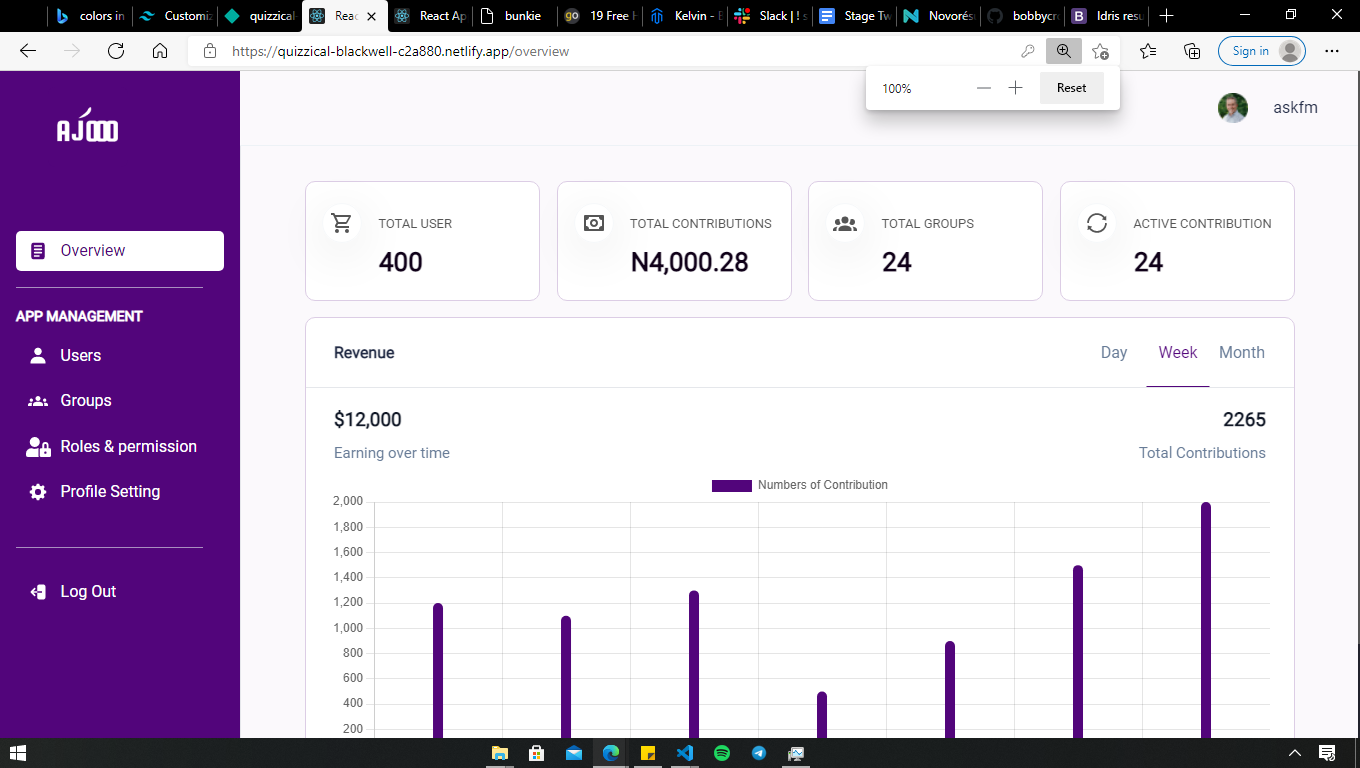 colors in
Customiz
quizzical
Reac
React Ap
bunkie
19 Free H
Kelvin - E
Slack | ! s
Stage Tw
Novorés
bobbycr
Idris resu
https://quizzical-blackwell-c2a880.netlify.app/overview
Sign in
100%
Reset
AJOOO
askfm
Overview
APP MANAGEMENT
Users
Groups
Roles & permission
Profile Setting
Log Out
TOTAL USER
400
TOTAL CONTRIBUTIONS
N4,000.28
TOTAL GROUPS
24
ACTIVE CONTRIBUTION
24
Revenue
Day
Week
Month
$12,000
2265
Earning over time
Total Contributions
Numbers of Contribution
2,000
1,800
1,600
1,400
1,200
1,000
800
600
400
200